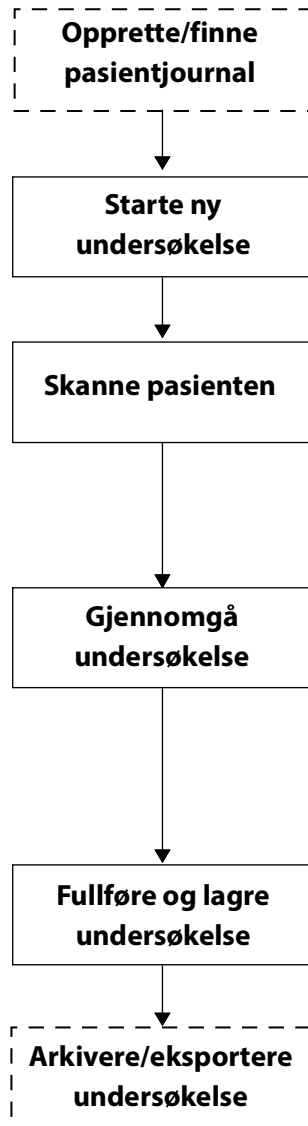 Opprette/finne
pasientjournal
Starte ny
undersøkelse
Skanne pasienten
Gjennomgå
undersøkelse
Fullføre og lagre
undersøkelse
Arkivere/eksportere
undersøkelse